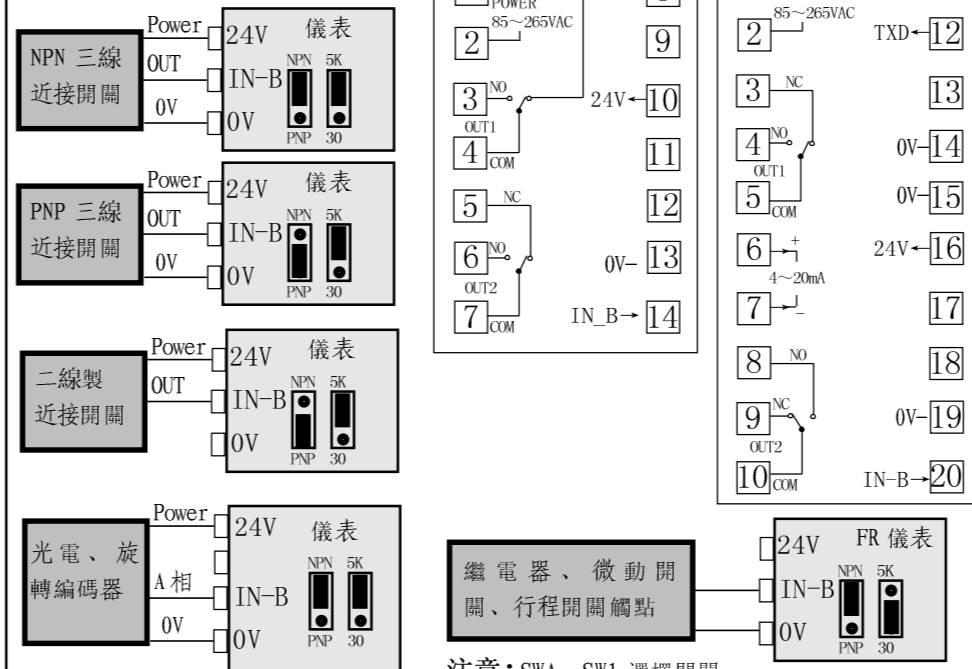 Power
24V
儀表
NPN 三線
近接開關
OUT
IN-B
NPN 5K
0V
0V
PNP 30
Power
24V
儀表
PNP 三線
近接開關
OUT
IN-B
NPN 5K
0V
0V
PNP 30
Power
24V
儀表
二線製
近接開關
OUT
IN-B
NPN 5K
0V
PNP 30
Power
24V
儀表
光電、旋
轉編碼器
A相
IN-B
NPN 5K
0V
0V
PNP 30
POWER
85～265VAC
2
9
3
NO
24V
10
OUT1
4
COM
11
5
NC
12
6
NO
0V-
13
OUT2
7
COM
IN_B→
14
85～265VAC
2
TXD
12
3
NC
13
4
NO
0V-
14
OUT1
5
COM
0V-
15
6
+
24V
16
4～20mA
7
-
17
8
NO
18
9
NC
0V-
19
OUT2
10
COM
IN-B→
20
繼電器、微動開
關、行程開關觸點
24V
FR 儀表
IN-B
NPN 5K
0V
PNP 30